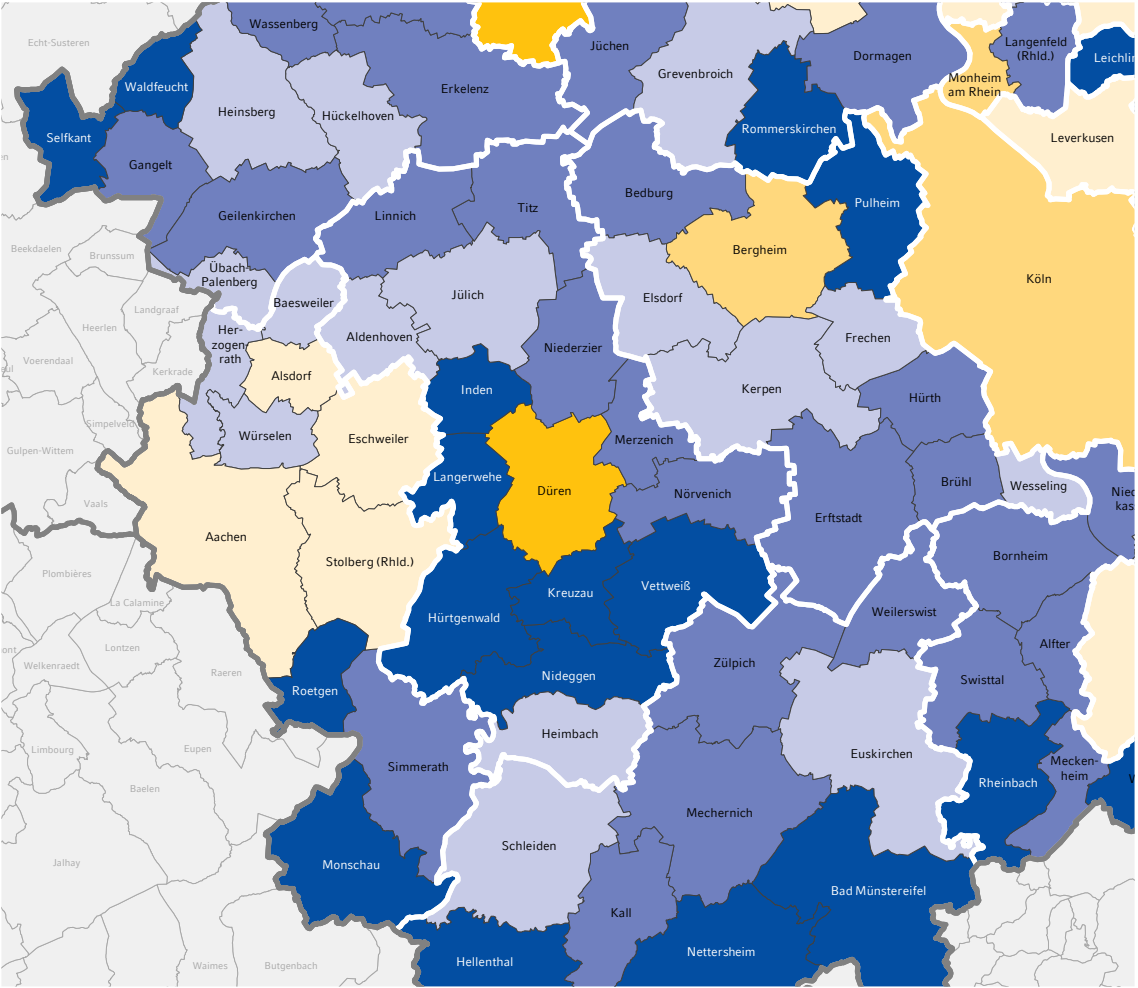 Echt-Susteren
Wassenberg
Jüchen
Dormagen
Langenfeld
(Rhld.)
Leichlin
Waldfeucht
Erkelenz
Grevenbroich
Monheim
am Rhein
Heinsberg
Hückelhoven
Rommerskirchen
Leverkusen
Selfkant
Gangelt
Bedburg
Pulheim
Geilenkirchen
Linnich
Titz
Beekdaelen
Brunssum
Bergheim
Köln
Übach-
Palenberg
Baesweiler
Jülich
Elsdorf
Landgraaf
Heerlen
Her-
zogen-
rath
Aldenhoven
Niederzier
Frechen
Voerendaal
Kerkrade
Alsdorf
Inden
Kerpen
Hürth
Simpelveld
Würselen
Eschweiler
Merzenich
Gulpen-Wittem
Langerwehe
Düren
Nörvenich
Brühl
Wesseling
Nied
kas
Vaals
Aachen
Erftstadt
Stolberg (Rhld.)
Bornheim
Plombières
Kreuzau
Vettweiß
La Calamine
Hürtgenwald
Weilerswist
Lontzen
ont
Welkenraedt
Raeren
Zülpich
Alfter
Roetgen
Nideggen
Swisttal
Limbourg
Eupen
Heimbach
Euskirchen
Simmerath
Mecken-
heim
Rheinbach
W
Baelen
Mechernich
Jalhay
Monschau
Schleiden
Bad Münstereifel
Kall
Waimes
Butgenbach
Hellenthal
Nettersheim